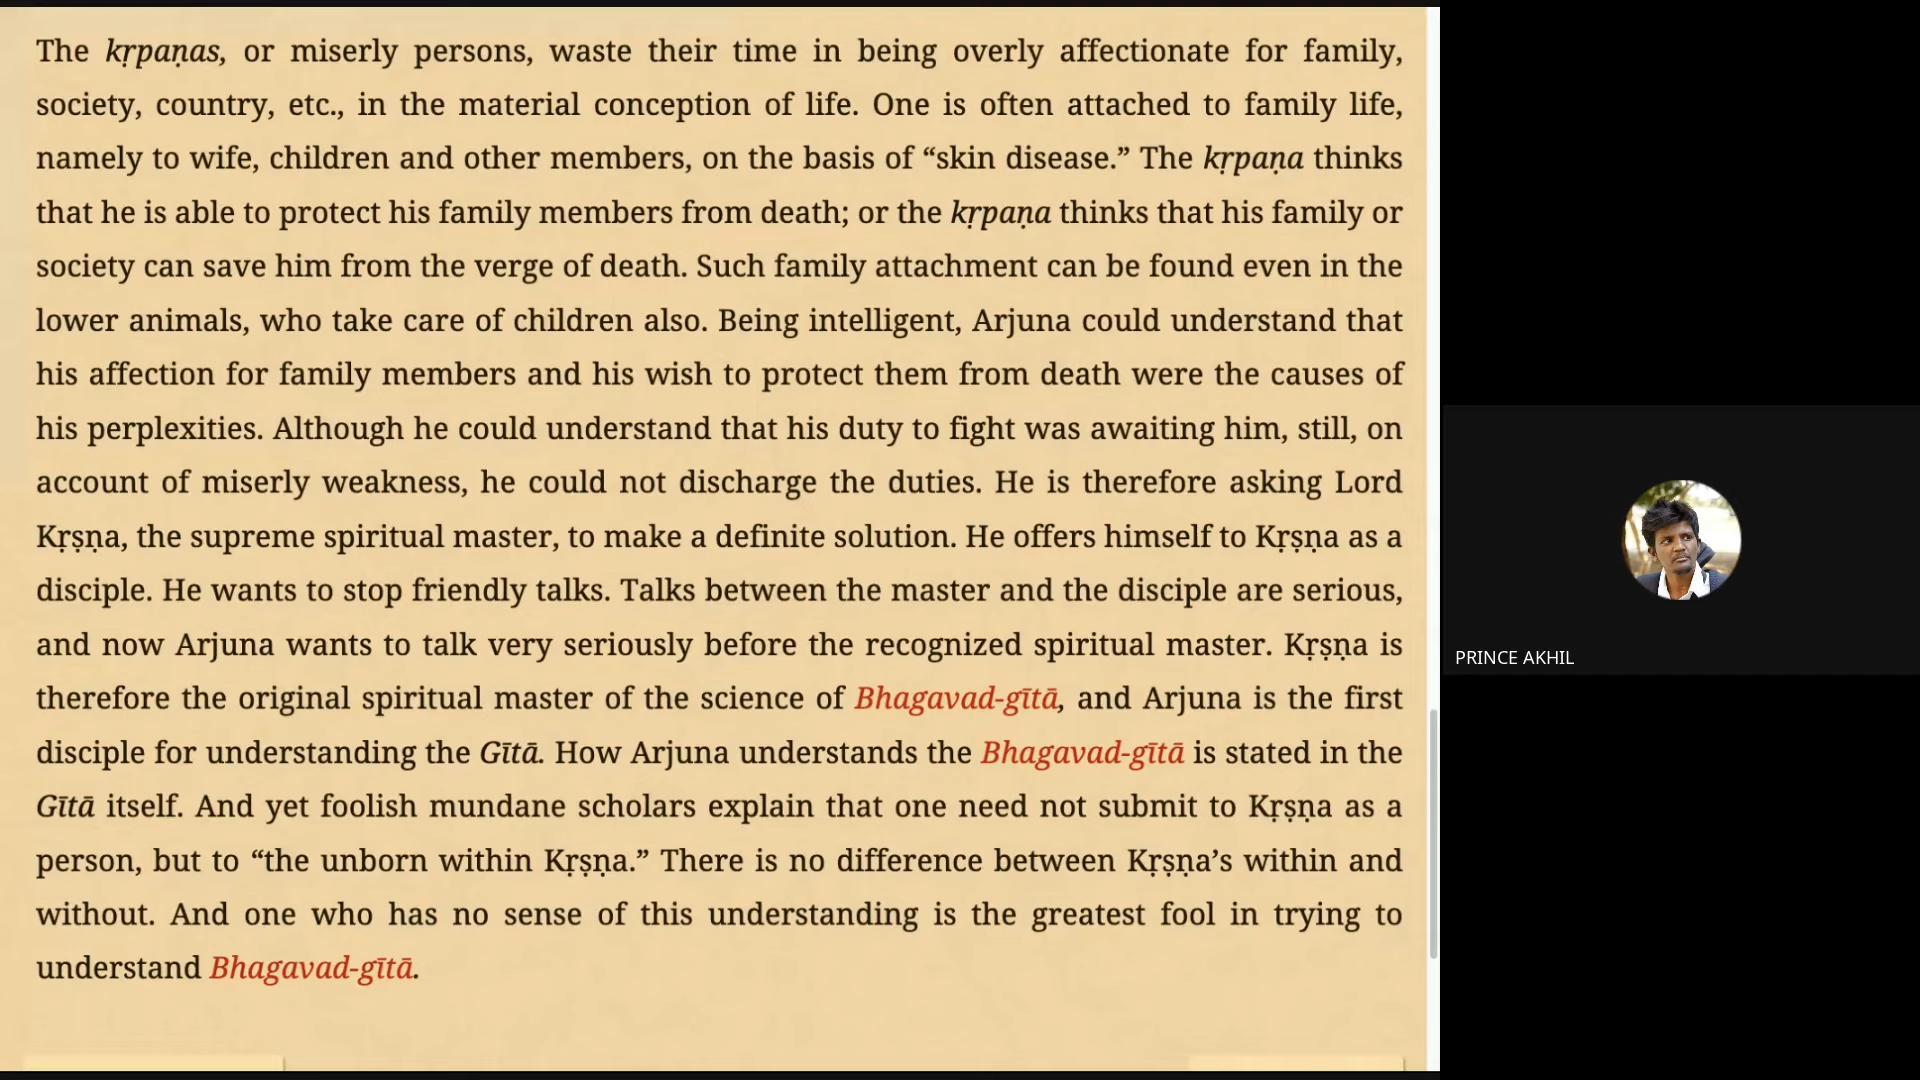 The kṛpaṇas, or miserly persons, waste their time in being overly affectionate for family,
society, country, etc., in the material conception of life. One is often attached to family life,
namely to wife, children and other members, on the basis of “skin disease.” The kṛpaṇa thinks
that he is able to protect his family members from death; or the kṛpaṇa thinks that his family or
society can save him from the verge of death. Such family attachment can be found even in the
lower animals, who take care of children also. Being intelligent, Arjuna could understand that
his affection for family members and his wish to protect them from death were the causes of
his perplexities. Although he could understand that his duty to fight was awaiting him, still, on
account of miserly weakness, he could not discharge the duties. He is therefore asking Lord
Kṛṣṇa, the supreme spiritual master, to make a definite solution. He offers himself to Kṛṣṇa as a
disciple. He wants to stop friendly talks. Talks between the master and the disciple are serious,
and now Arjuna wants to talk very seriously before the recognized spiritual master. Kṛṣṇa is
therefore the original spiritual master of the science of Bhagavad-gītā, and Arjuna is the first
disciple for understanding the Gītā. How Arjuna understands the Bhagavad-gītā is stated in the
Gītā itself. And yet foolish mundane scholars explain that one need not submit to Kṛṣṇa as a
person, but to “the unborn within Kṛṣṇa.” There is no difference between Kṛṣṇa’s within and
without. And one who has no sense of this understanding is the greatest fool in trying to
understand Bhagavad-gītā.
PRINCE AKHIL